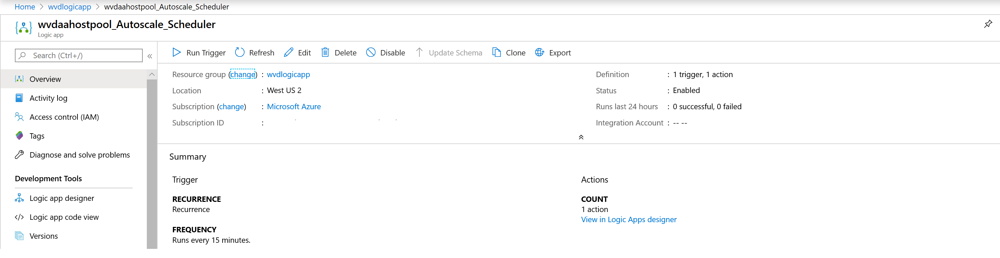 Home > wvdlogicapp > wvdaahostpool_Autoscale_Scheduler
wvdaahostpool_Autoscale_Scheduler
Logic app
Search (Ctrl+/)
«
Overview
Activity log
Access control (IAM)
Tags
Diagnose and solve problems
Development Tools
Logic app designer
Logic app code view
Versions
Run Trigger Refresh Edit Delete Disable Update Schema Clone Export
Resource group (change) : wvdlogicapp
Location : West US 2
Subscription (change) : Microsoft Azure
Subscription ID :
Definition : 1 trigger, 1 action
Status : Enabled
Runs last 24 hours : 0 successful, 0 failed
Integration Account : -- --
Summary
Trigger
RECURRENCE
Recurrence
FREQUENCY
Runs every 15 minutes.
Actions
COUNT
1 action
View in Logic Apps designer